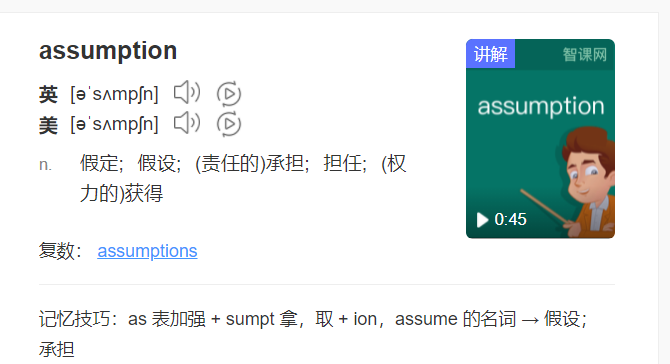 assumption
讲解
智课网
英 [əˈsʌmpʃn]
美 [əˈsʌmpʃn]
assumption
n. 假定；假设；(责任的)承担；担任；(权
力的)获得
0:45
复数： assumptions
记忆技巧：as 表加强 + sumpt 拿，取 + ion，assume 的名词 → 假设；
承担